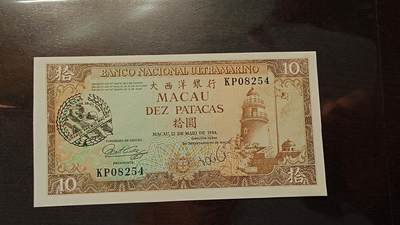 拾 BANCO NACIONAL ULTRAMARINO 10
大西洋銀行 KP08254
MACAU
DEZ PATACAS
拾圓
MACAU, 12 DE MAIO DE 1984
PRESIDENTE
KP08254
10 拾